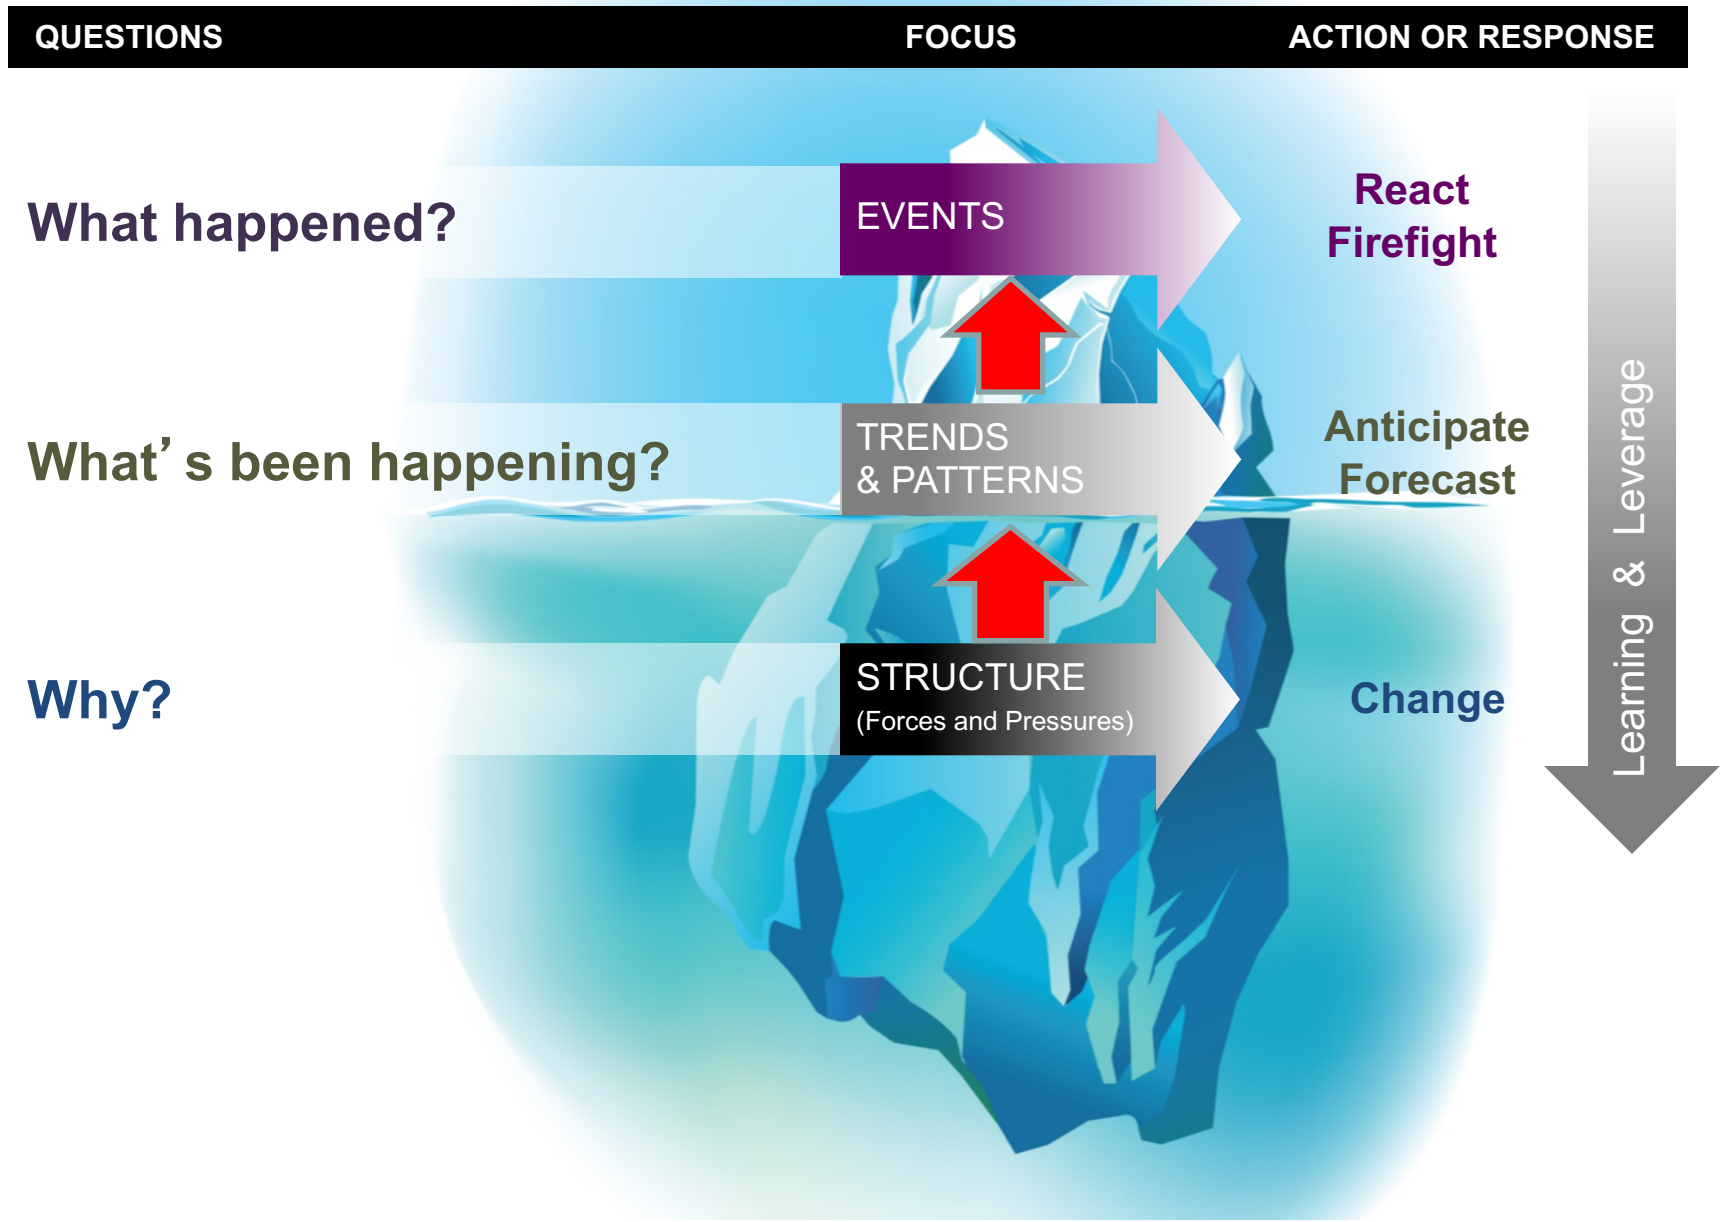 QUESTIONS FOCUS ACTION OR RESPONSE
What happened?
EVENTS
React
Firefight
What’s been happening?
TRENDS
& PATTERNS
Anticipate
Forecast
Why?
STRUCTURE
(Forces and Pressures)
Change
Learning & Leverage